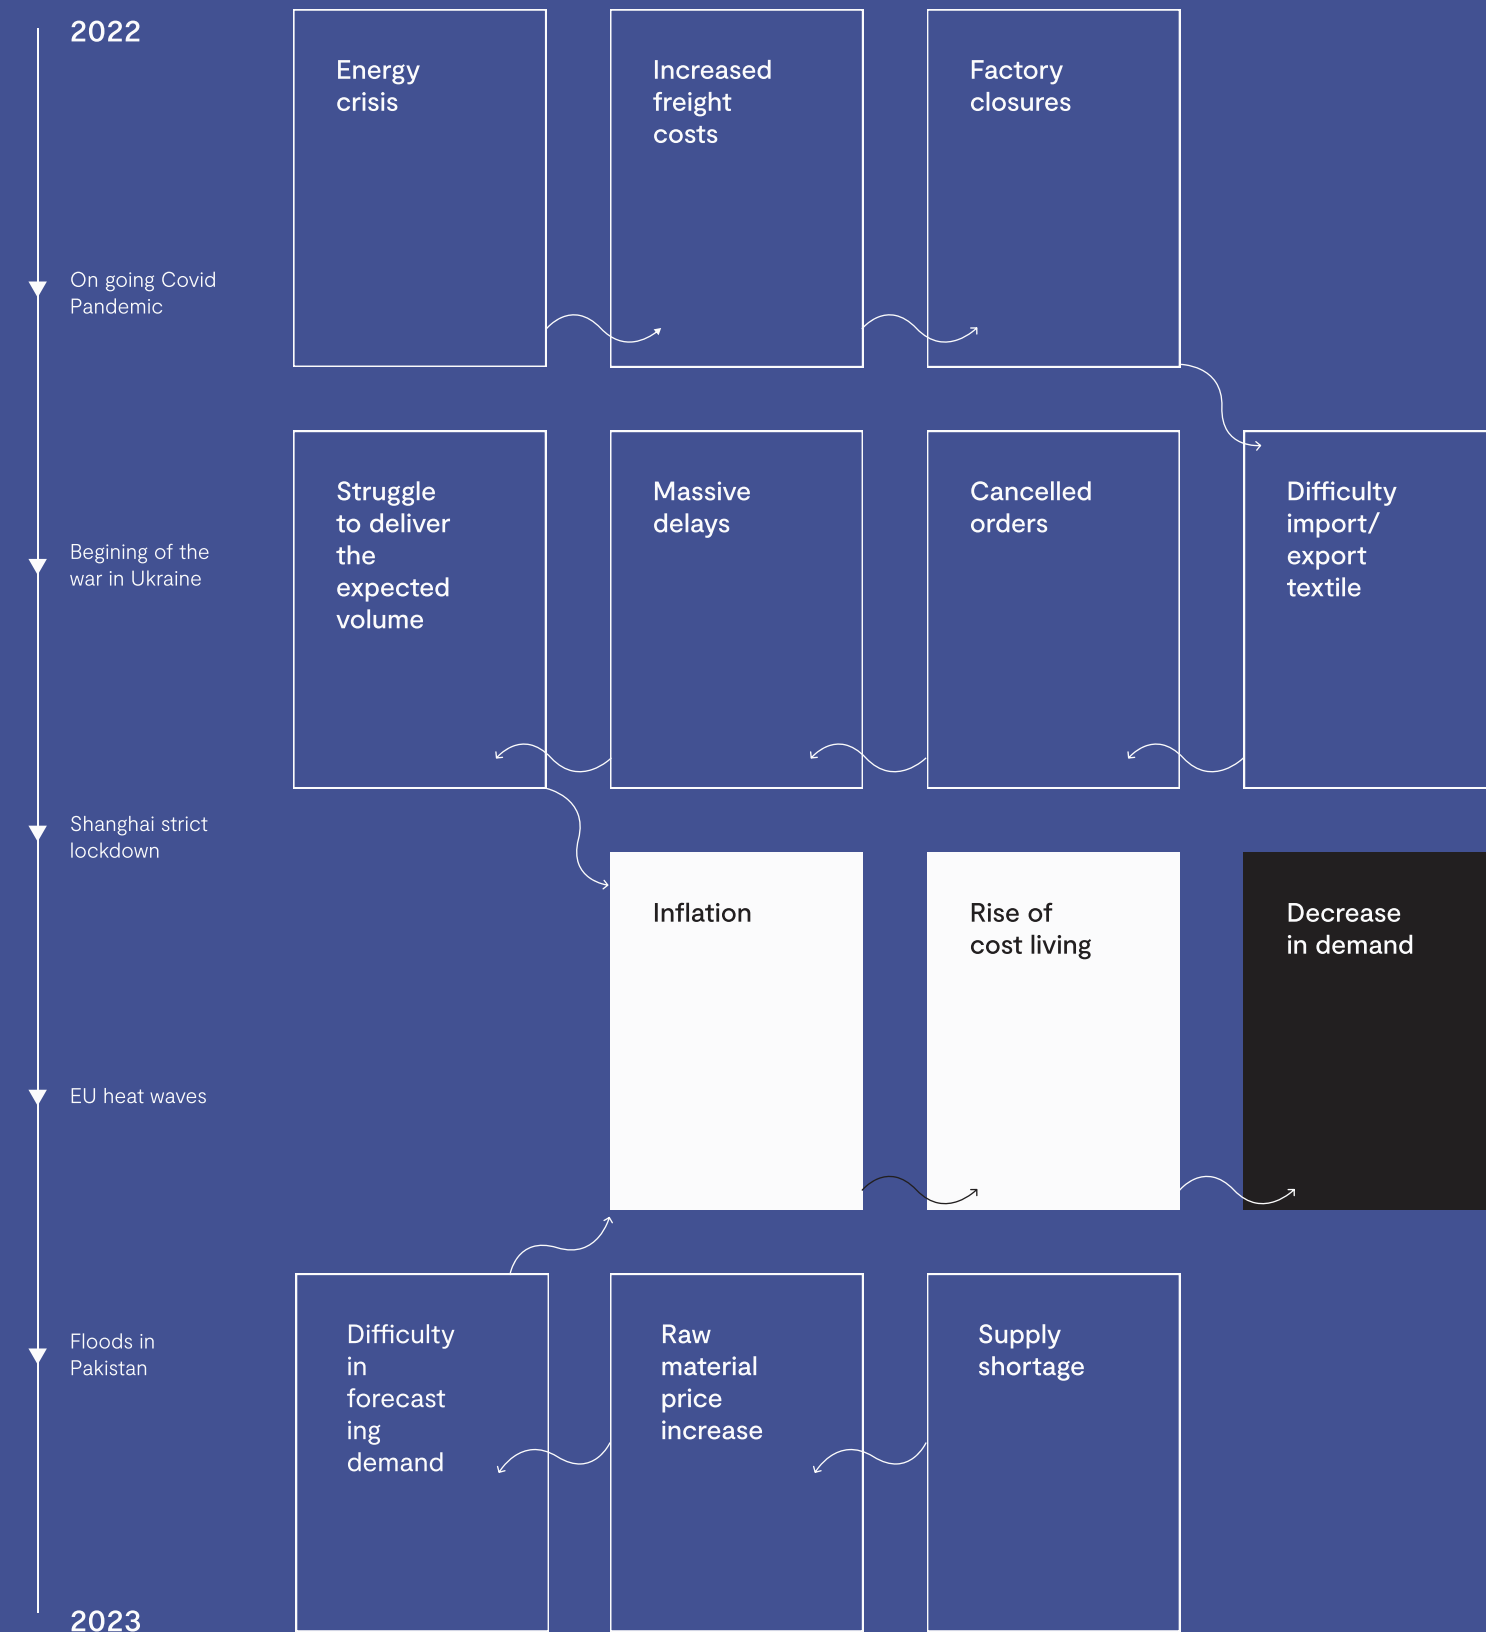 2022
Energy
crisis
Increased
freight
costs
Factory
closures
On going Covid
Pandemic
Struggle
to deliver
the
expected
volume
Massive
delays
Cancelled
orders
Difficulty
import/
export
textile
Begining of the
war in Ukraine
Shanghai strict
lockdown
Inflation
Rise of
cost living
Decrease
in demand
EU heat waves
Floods in
Pakistan
Difficulty
in
forecast
ing
demand
Raw
material
price
increase
Supply
shortage
2023